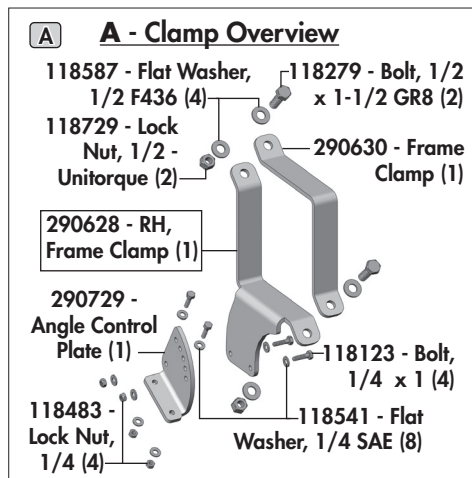 A
A - Clamp Overview
118587 - Flat Washer,
1/2 F436 (4)
118279 - Bolt, 1/2
x 1-1/2 GR8 (2)
118729 - Lock
Nut, 1/2 -
Unitorque (2)
290630 - Frame
Clamp (1)
290628 - RH,
Frame Clamp (1)
290729 -
Angle Control
Plate (1)
118123 - Bolt,
1/4 x 1 (4)
118483 -
Lock Nut,
1/4 (4)
118541 - Flat
Washer, 1/4 SAE (8)